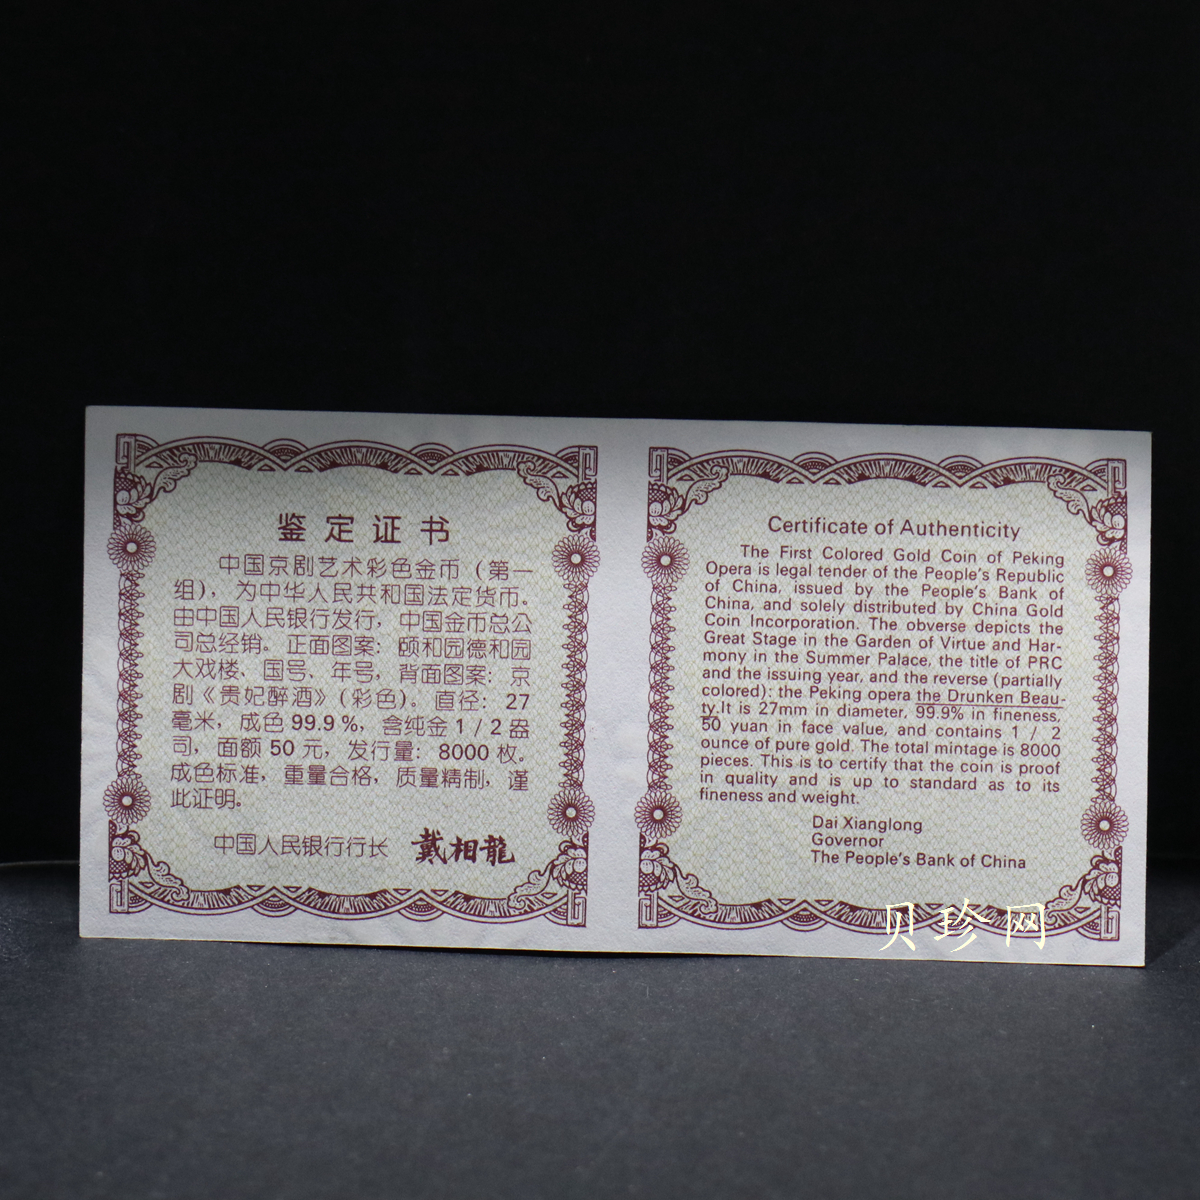 鉴定证书
中国京剧艺术彩色金币（第一
组），为中华人民共和国法定货币。
由中国人民银行发行，中国金币总公
司总经销。正面图案：颐和园德和园
大戏楼、国号、年号，背面图案：京
剧《贵妃醉酒》（彩色）。直径：27
毫米，成色99.9％，含纯金1／2盎
司，面额50元，发行量：8000枚。
成色标准，重量合格，质量精制，谨
此证明。
中国人民银行行长 戴相龍
Certificate of Authenticity
The First Colored Gold Coin of Peking
Opera is legal tender of the People's Republic
of China, issued by the People's Bank of
China, and solely distributed by China Gold
Coin Incorporation. The obverse depicts the
Great Stage in the Garden of Virtue and Har-
mony in the Summer Palace, the title of PRC
and the issuing year, and the reverse (partially
colored): the Peking opera the Drunken Beau-
ty.It is 27mm in diameter, 99.9% in fineness,
50 yuan in face value, and contains 1 / 2
ounce of pure gold. The total mintage is 8000
pieces. This is to certify that the coin is proof
in quality and is up to standard as to its
fineness and weight.
Dai Xianglong
Governor
The People's Bank of China
贝珍网